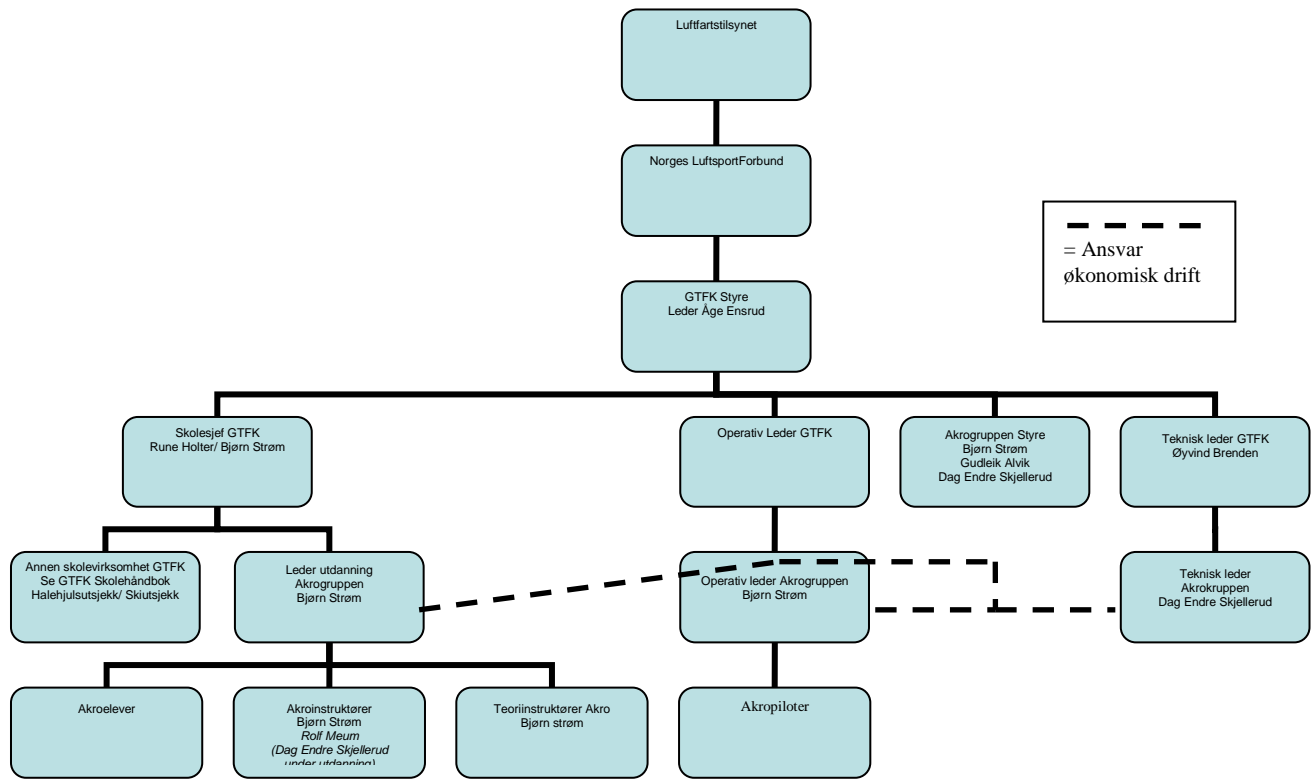 Luftfartstilsynet
Norges LuftsportForbund
= Ansvar
økonomisk drift
GTFK Styre
Leder Åge Ensrud
Skolesjef GTFK
Rune Holter/ Bjørn Strøm
Operativ Leder GTFK
Akrogruppen Styre
Bjørn Strøm
Gudleik Alvik
Dag Endre Skjellerud
Teknisk leder GTFK
Øyvind Brenden
Annen skolevirksomhet GTFK
Se GTFK Skolehåndbok
Halehjulsutsjekk/ Skiutsjekk
Leder utdanning
Akrogruppen
Bjørn Strøm
Operativ leder Akrogruppen
Bjørn Strøm
Teknisk leder
Akrokruppen
Dag Endre Skjellerud
Akroelever
Akroinstruktører
Bjørn Strøm
Rolf Meum
(Dag Endre Skjellerud
under utdanning)
Teoriinstruktører Akro
Bjørn strøm
Akropiloter